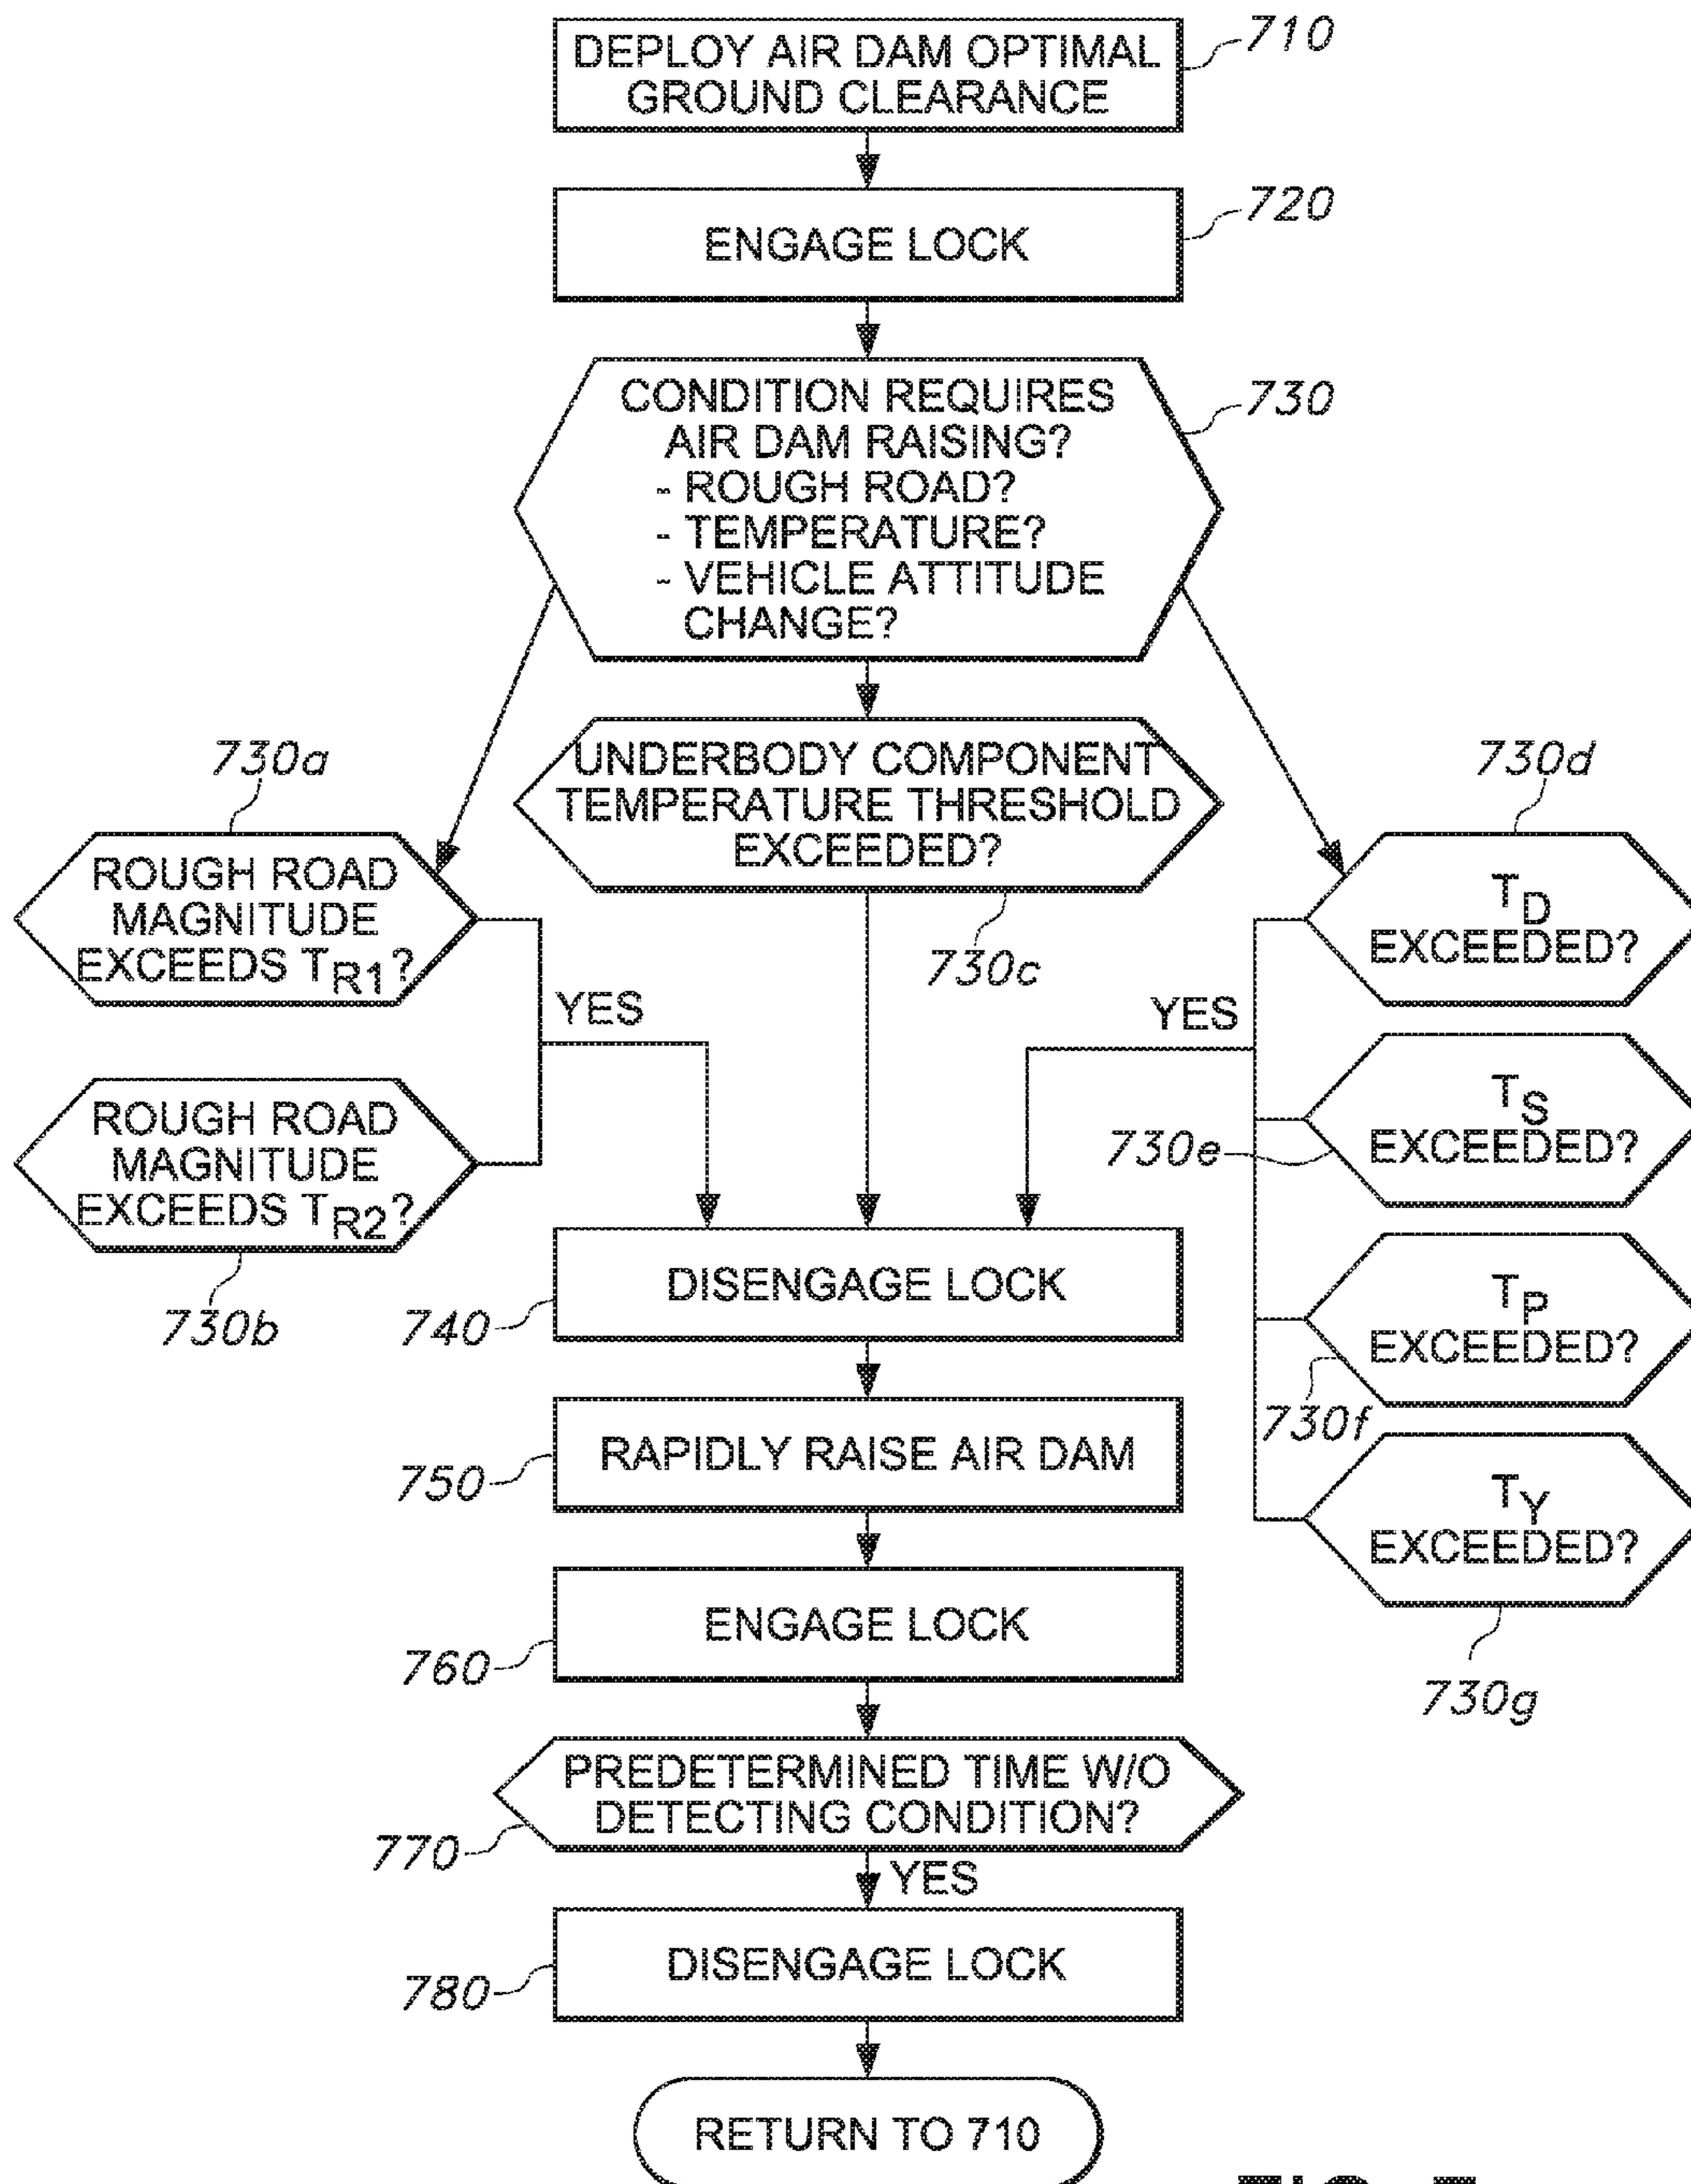 DEPLOY AIR DAM OPTIMAL
GROUND CLEARANCE
710
ENGAGE LOCK
720
CONDITION REQUIRES
AIR DAM RAISING?
- ROUGH ROAD?
- TEMPERATURE?
- VEHICLE ATTITUDE
CHANGE?
730
UNDERBODY COMPONENT
TEMPERATURE THRESHOLD
EXCEEDED?
730c
730a
ROUGH ROAD
MAGNITUDE
EXCEEDS TR1?
YES
ROUGH ROAD
MAGNITUDE
EXCEEDS TR2?
730b
730d
TD
EXCEEDED?
YES
TS
EXCEEDED?
730e
TP
EXCEEDED?
730f
TY
EXCEEDED?
730g
DISENGAGE LOCK
740
RAPIDLY RAISE AIR DAM
750
ENGAGE LOCK
760
PREDETERMINED TIME W/O
DETECTING CONDITION?
770
YES
DISENGAGE LOCK
780
RETURN TO 710